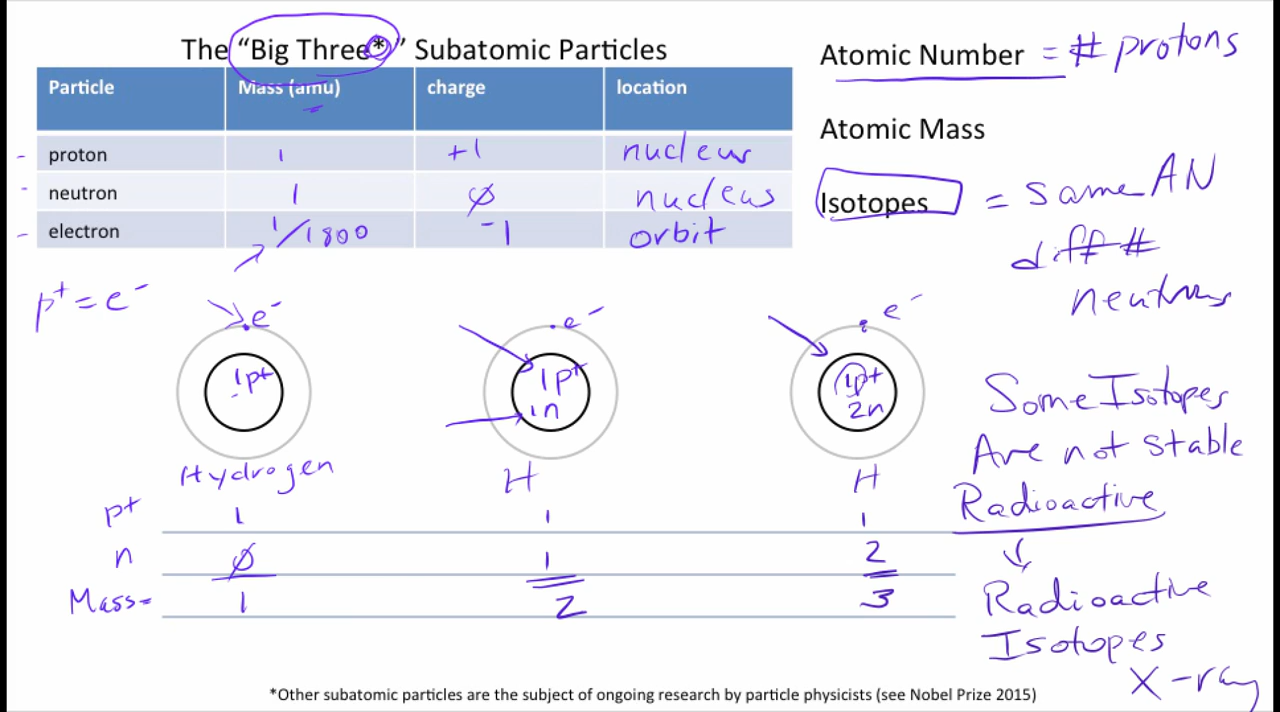 The “Big Three*” Subatomic Particles
Particle Mass (amu) charge location
proton 1 +1 nucleus
neutron 1 ∅ nucleus
electron 1/1800 -1 orbit
Atomic Number = # protons
Atomic Mass
Isotopes = same AN
diff #
neutrons
p+ = e-
e- e- e-
1p+ 1p+ 1p+
1n 2n
Hydrogen H H
p+ 1 1 1
n ∅ 1 2
Mass= 1 2 3
Some Isotopes
Are not stable
Radioactive
Radioactive
Isotopes
X-ray
*Other subatomic particles are the subject of ongoing research by particle physicists (see Nobel Prize 2015)